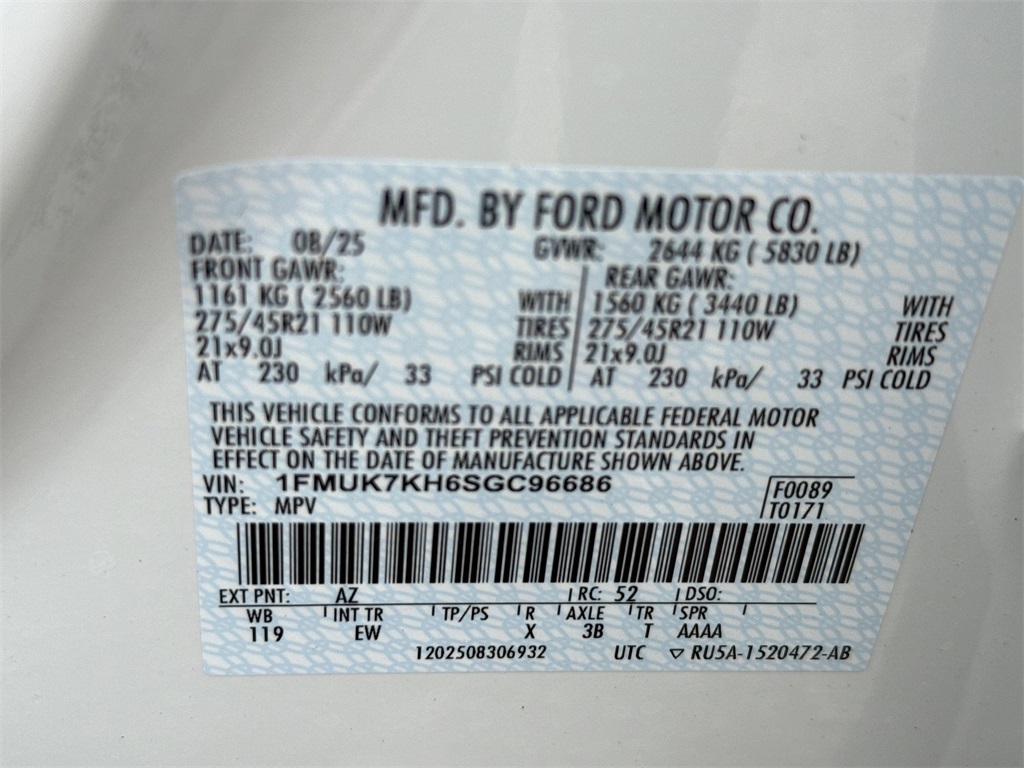 MFD. BY FORD MOTOR CO.
DATE: 08/25 GVWR: 2644 KG ( 5830 LB)
FRONT GAWR: REAR GAWR:
1161 KG ( 2560 LB) WITH 1560 KG ( 3440 LB) WITH
275/45R21 110W TIRES 275/45R21 110W TIRES
21x9.0J RIMS 21x9.0J RIMS
AT 230 kPa/ 33 PSI COLD AT 230 kPa/ 33 PSI COLD
THIS VEHICLE CONFORMS TO ALL APPLICABLE FEDERAL MOTOR
VEHICLE SAFETY AND THEFT PREVENTION STANDARDS IN
EFFECT ON THE DATE OF MANUFACTURE SHOWN ABOVE.
VIN: 1FMUK7KH6SGC96686 F0089
TYPE: MPV T0171
EXT PNT: AZ RC: 52 DSO:
WB INT TR TP/PS R AXLE TR SPR
119 EW X 3B T AAAA
1202508306932 UTC ▽ RU5A-1520472-AB